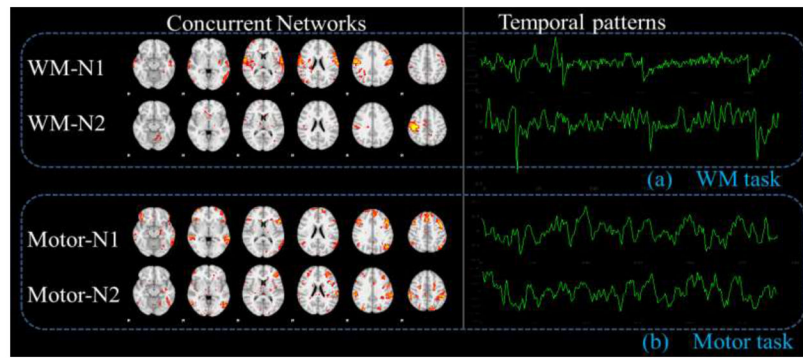 Concurrent Networks
Temporal patterns
WM-N1
WM-N2
(a) WM task
Motor-N1
Motor-N2
(b) Motor task